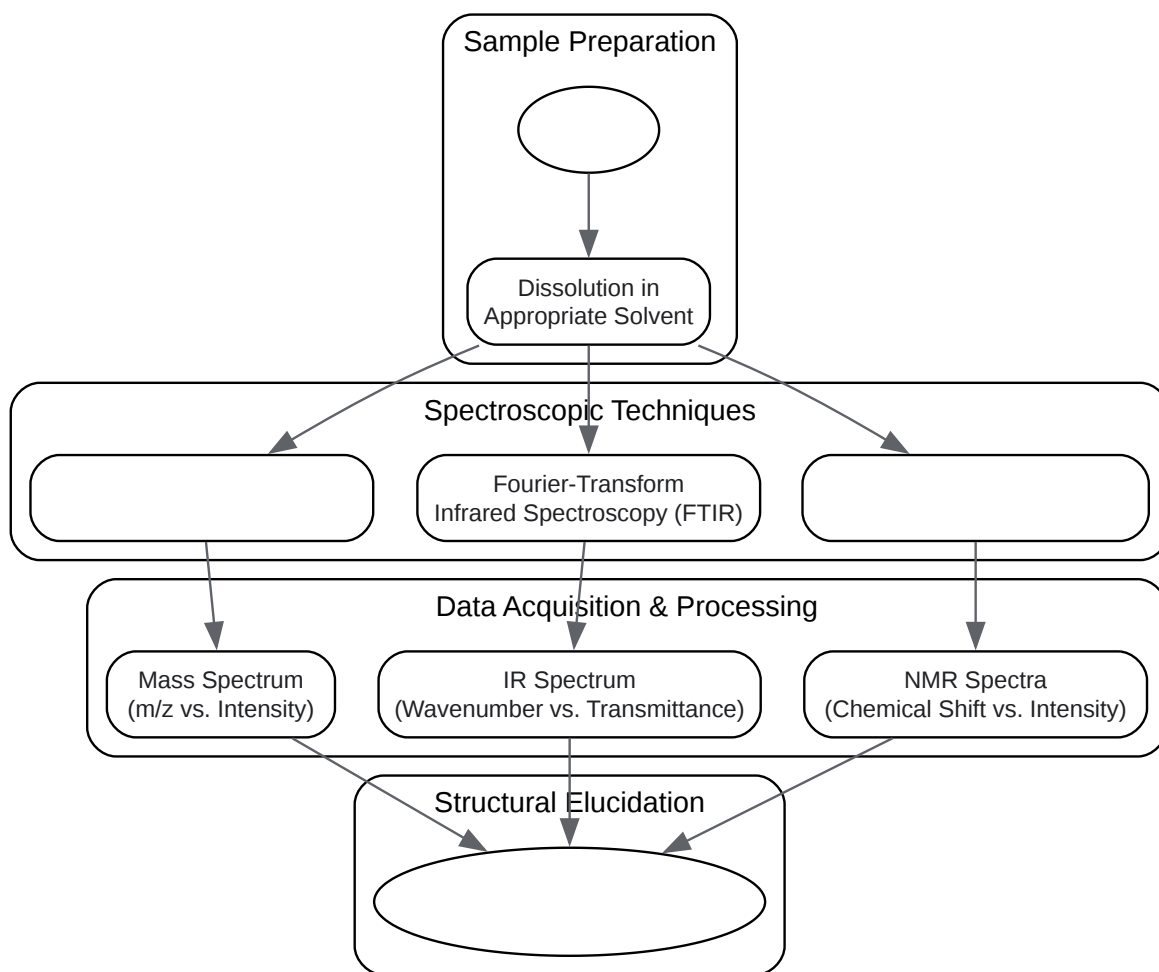 Sample Preparation
Dissolution in
Appropriate Solvent
Spectroscopic Techniques
Fourier-Transform
Infrared Spectroscopy (FTIR)
Data Acquisition & Processing
Mass Spectrum
(m/z vs. Intensity)
IR Spectrum
(Wavenumber vs. Transmittance)
NMR Spectra
(Chemical Shift vs. Intensity)
Structural Elucidation